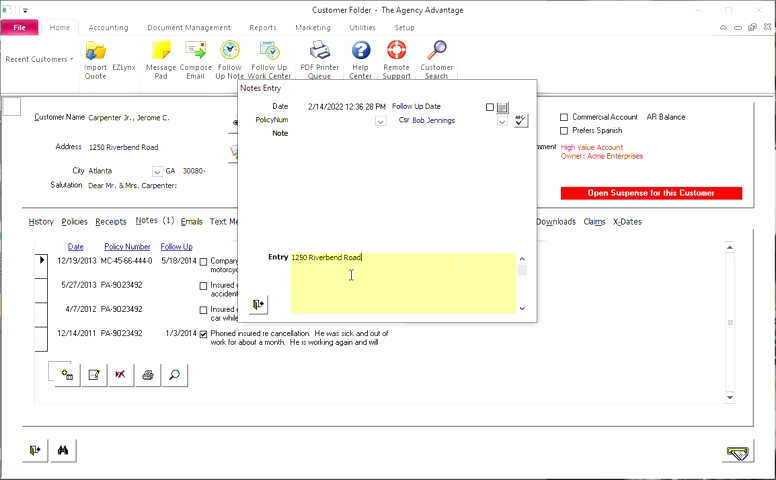 Customer Folder - The Agency Advantage
File Home Accounting Document Management Reports Marketing Utilities Setup
Recent Customers
Import Quote
EZLynx
Message Pad
Compose Email
Follow Up Note
Follow Up Work Center
PDF Printer Queue
Help Center
Remote Support
Customer Search
Notes Entry
Date 2/14/2022 12:36:28 PM Follow Up Date
PolicyNum Csr Bob Jennings
Note
Entry 1250 Riverbend Road
Customer Name Carpenter Jr., Jerome C.
Address 1250 Riverbend Road
City Atlanta GA 30080-
Salutation Dear Mr. & Mrs. Carpenter:
Commercial Account AR Balance
Prefers Spanish
High Value Account
Owner: Acme Enterprises
Open Suspense for this Customer
History Policies Receipts Notes (1) Emails Text Me
Claims X-Dates
Date Policy Number Follow Up
12/19/2013 MC-45-66-444-0 5/18/2014 Company
motorcyc
5/27/2013 PA-9023492 Insured
accident
4/7/2012 PA-9023492 Insured
car while
12/14/2011 PA-9023492 1/3/2014 Phoned insured re cancellation. He was sick and out of
work for about a month. He is working again and will